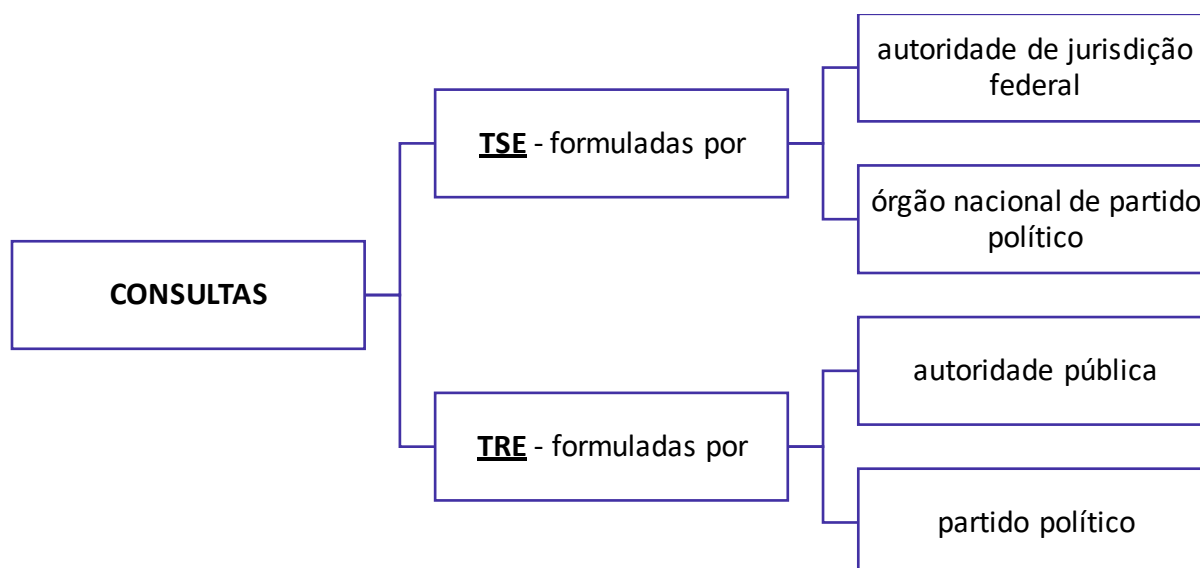 CONSULTAS
TSE - formuladas por
autoridade de jurisdição
federal
órgão nacional de partido
político
TRE - formuladas por
autoridade pública
partido político